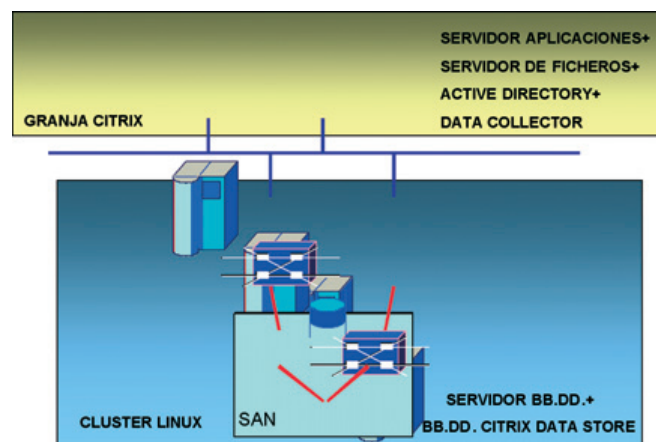 SERVIDOR APLICACIONES+
SERVIDOR DE FICHEROS+
ACTIVE DIRECTORY+
GRANJA CITRIX
DATA COLLECTOR
SERVIDOR BB.DD.+
CLUSTER LINUX
SAN
BB.DD. CITRIX DATA STORE